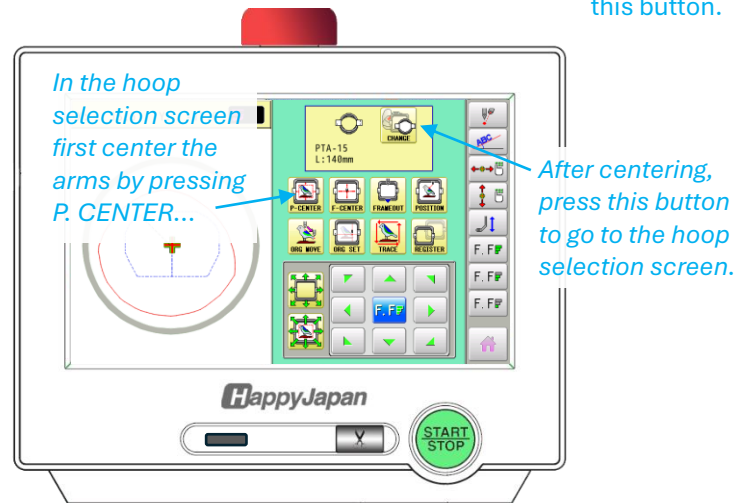 this button.
In the hoop
selection screen
first center the
arms by pressing
P. CENTER...
CHANGE
PTA-15
L:140mm
ABC
P-CENTER F-CENTER FRAMEOUT POSITION
ORG MOVE ORG SET TRACE REGISTER
F.F
F.F
F.F
F.F
After centering,
press this button
to go to the hoop
selection screen.
HappyJapan
START
STOP